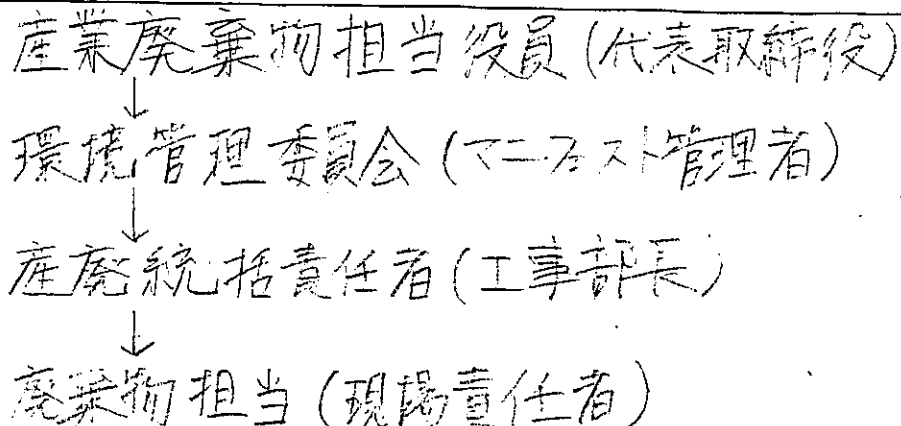 産業廃棄物担当役員(代表取締役)
↓
環境管理委員会(マニフェスト管理者)
↓
産廃統括責任者(工事部長)
↓
廃棄物担当(現場責任者)